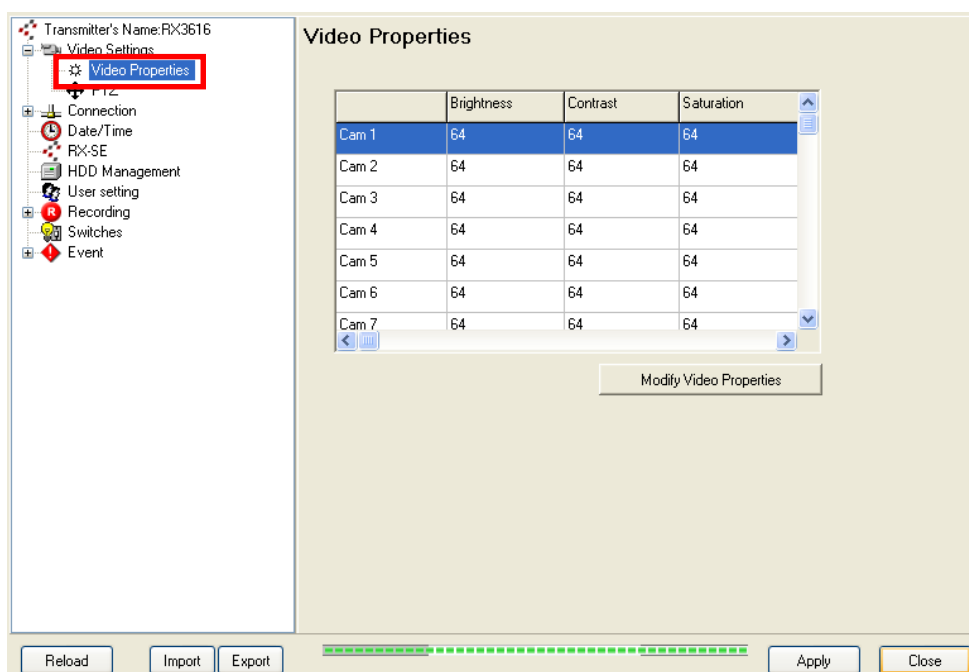 Transmitter's Name:RX3616
Video Settings
Video Properties
PTZ
Connection
Date/Time
RX-SE
HDD Management
User setting
Recording
Switches
Event
Video Properties
Brightness Contrast Saturation
Cam 1 64 64 64
Cam 2 64 64 64
Cam 3 64 64 64
Cam 4 64 64 64
Cam 5 64 64 64
Cam 6 64 64 64
Cam 7 64 64 64
Modify Video Properties
Reload Import Export Apply Close